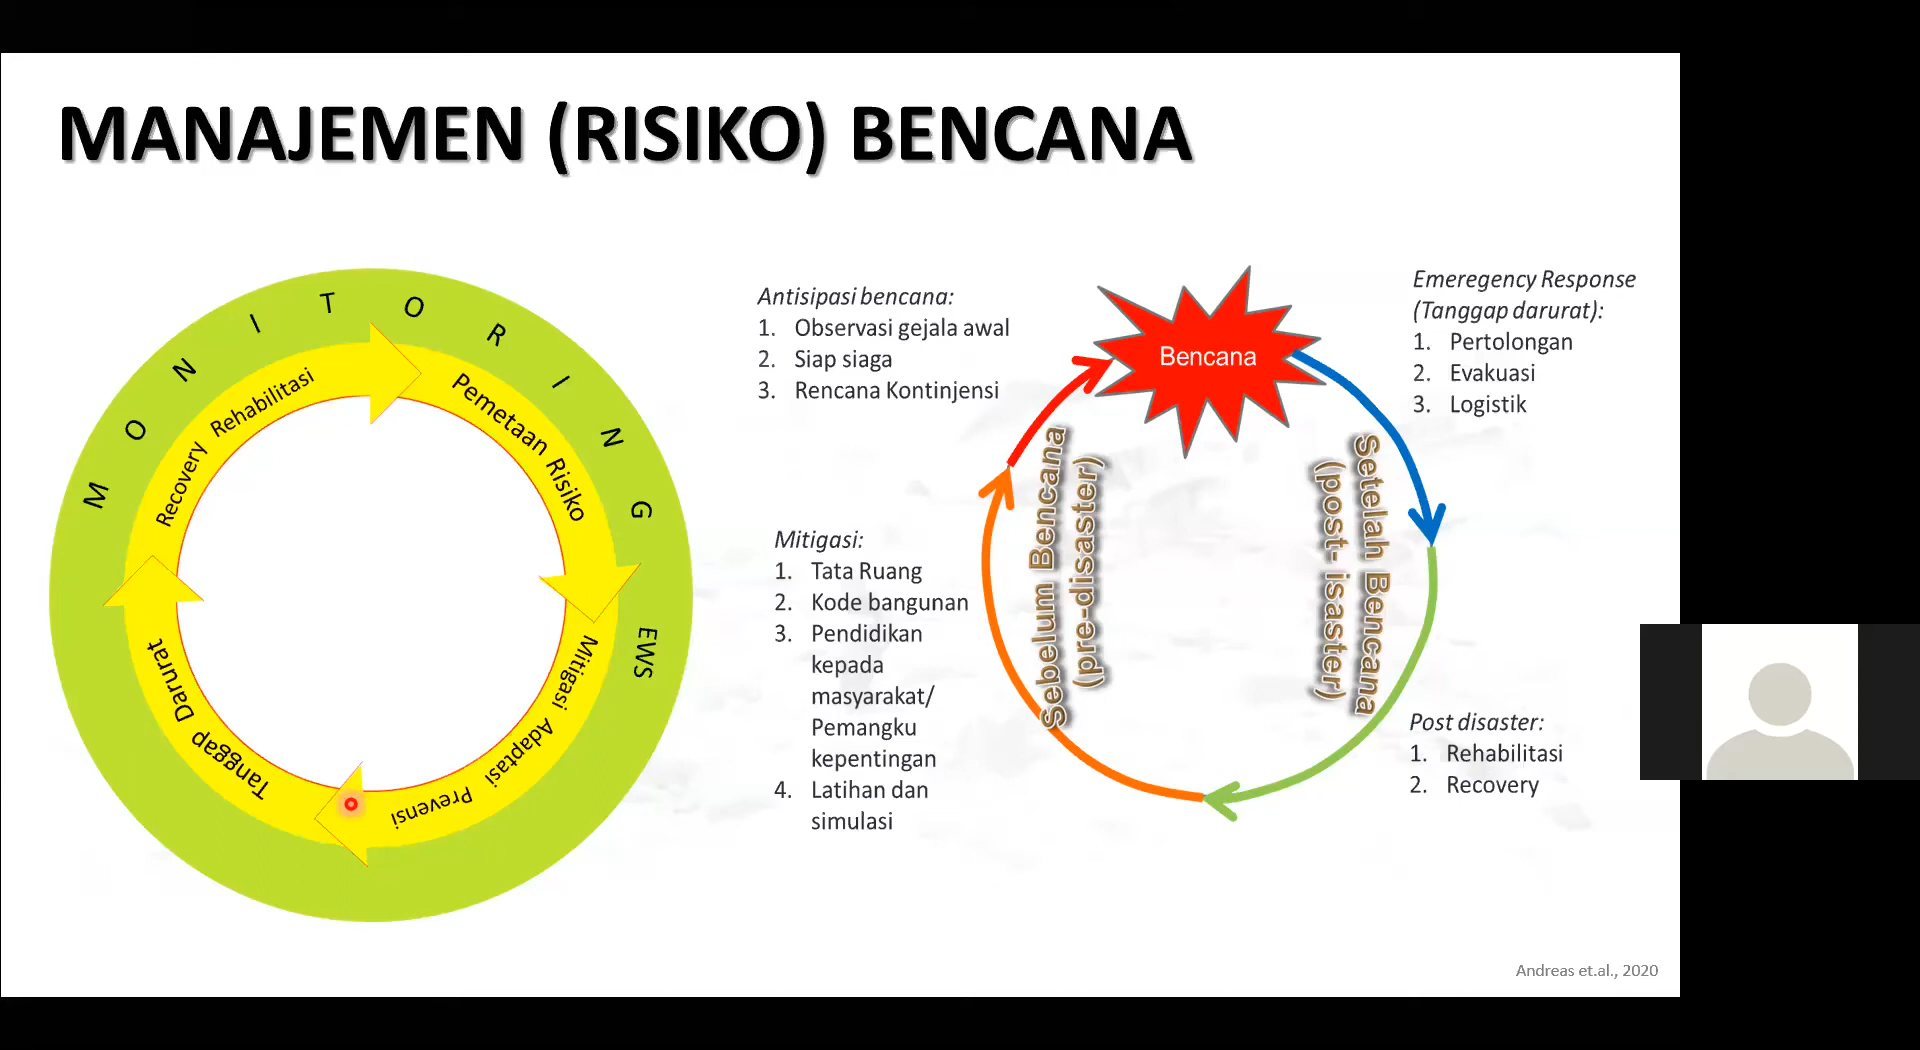 MANAJEMEN (RISIKO) BENCANA
MONITORING
EWS
Recovery Rehabilitasi
Pemetaan Risiko
Mitigasi Adaptasi Prevensi
Tanggap Darurat
Antisipasi bencana:
1. Observasi gejala awal
2. Siap siaga
3. Rencana Kontinjensi
Mitigasi:
1. Tata Ruang
2. Kode bangunan
3. Pendidikan
kepada
masyarakat/
Pemangku
kepentingan
4. Latihan dan
simulasi
Bencana
Sebelum Bencana
(pre-disaster)
Setelah Bencana
(post- isaster)
Emeregency Response
(Tanggap darurat):
1. Pertolongan
2. Evakuasi
3. Logistik
Post disaster:
1. Rehabilitasi
2. Recovery
Andreas et.al., 2020